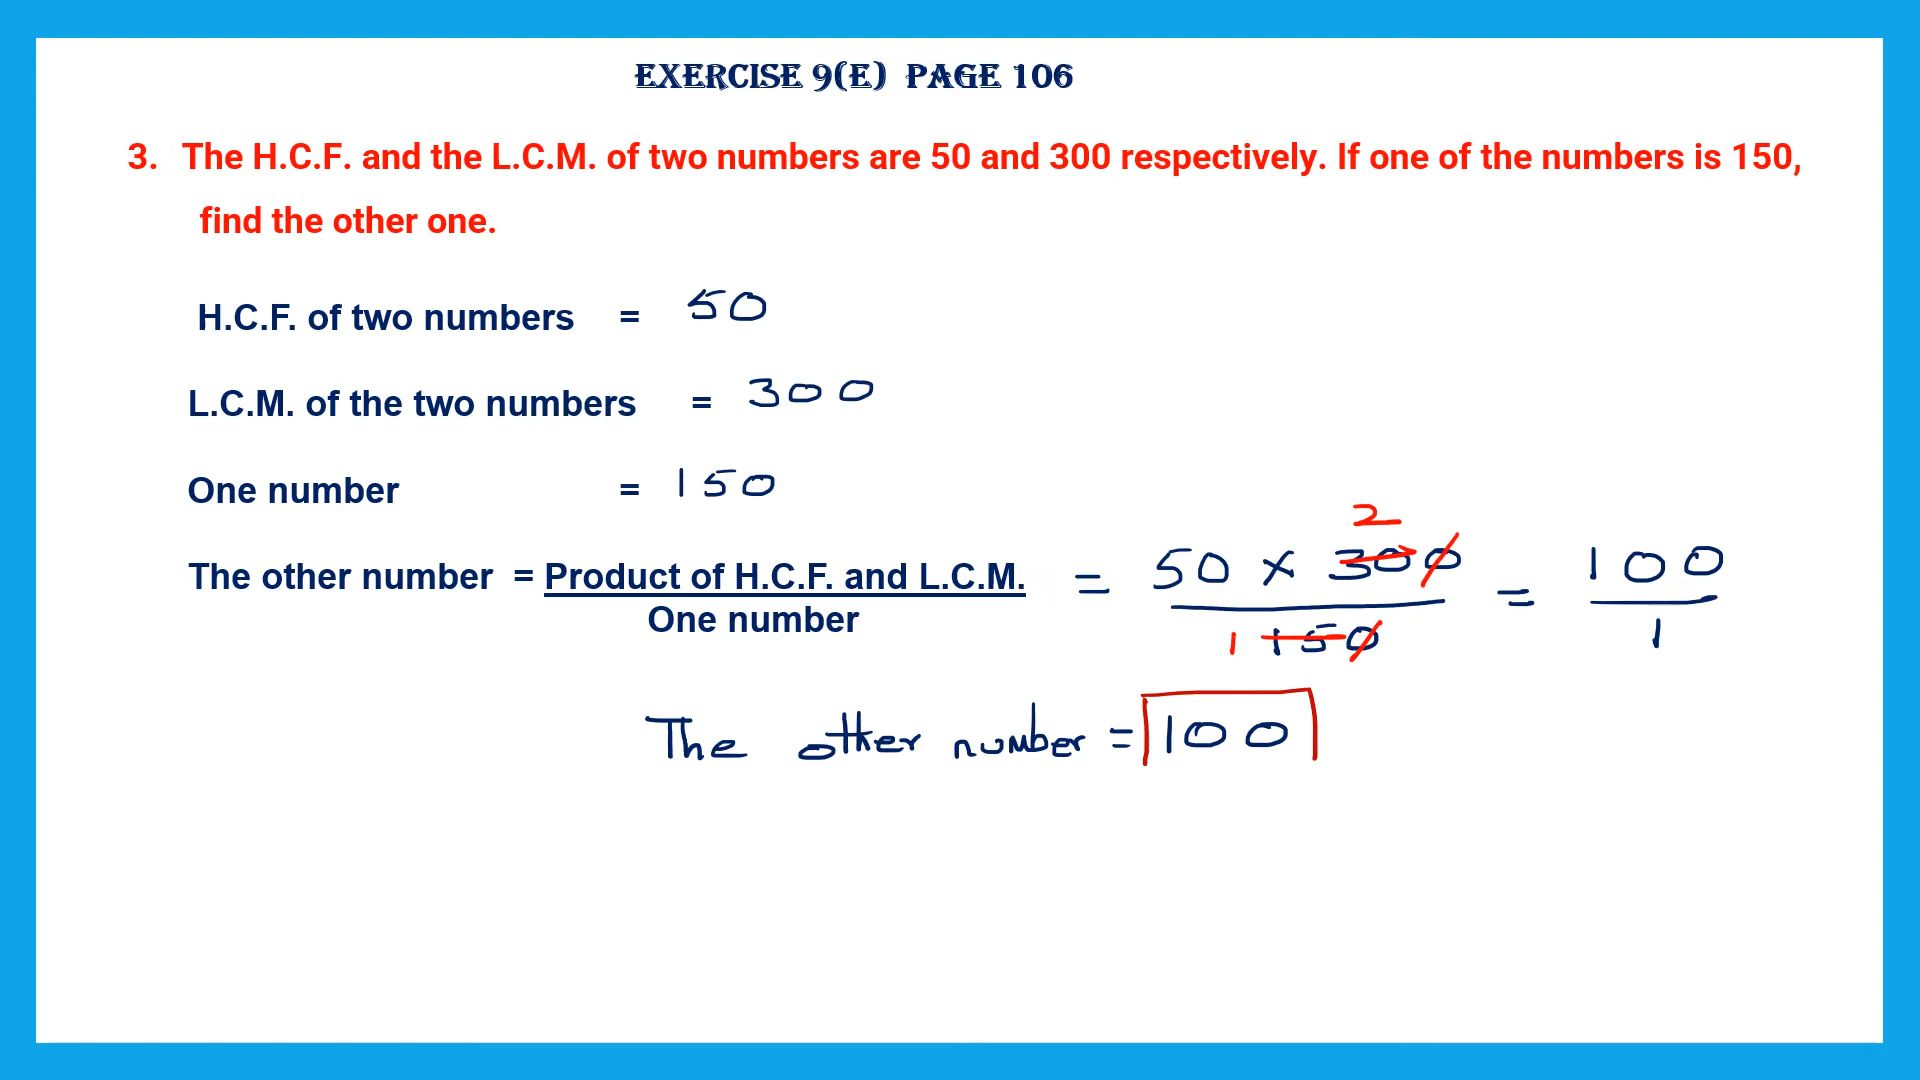 EXERCISE 9(E) PAGE 106
3. The H.C.F. and the L.C.M. of two numbers are 50 and 300 respectively. If one of the numbers is 150,
find the other one.
H.C.F. of two numbers = 50
L.C.M. of the two numbers = 300
One number = 150
2
The other number = Product of H.C.F. and L.C.M. = 50 × 300 = 100
One number 1 150 1
The other number = 100